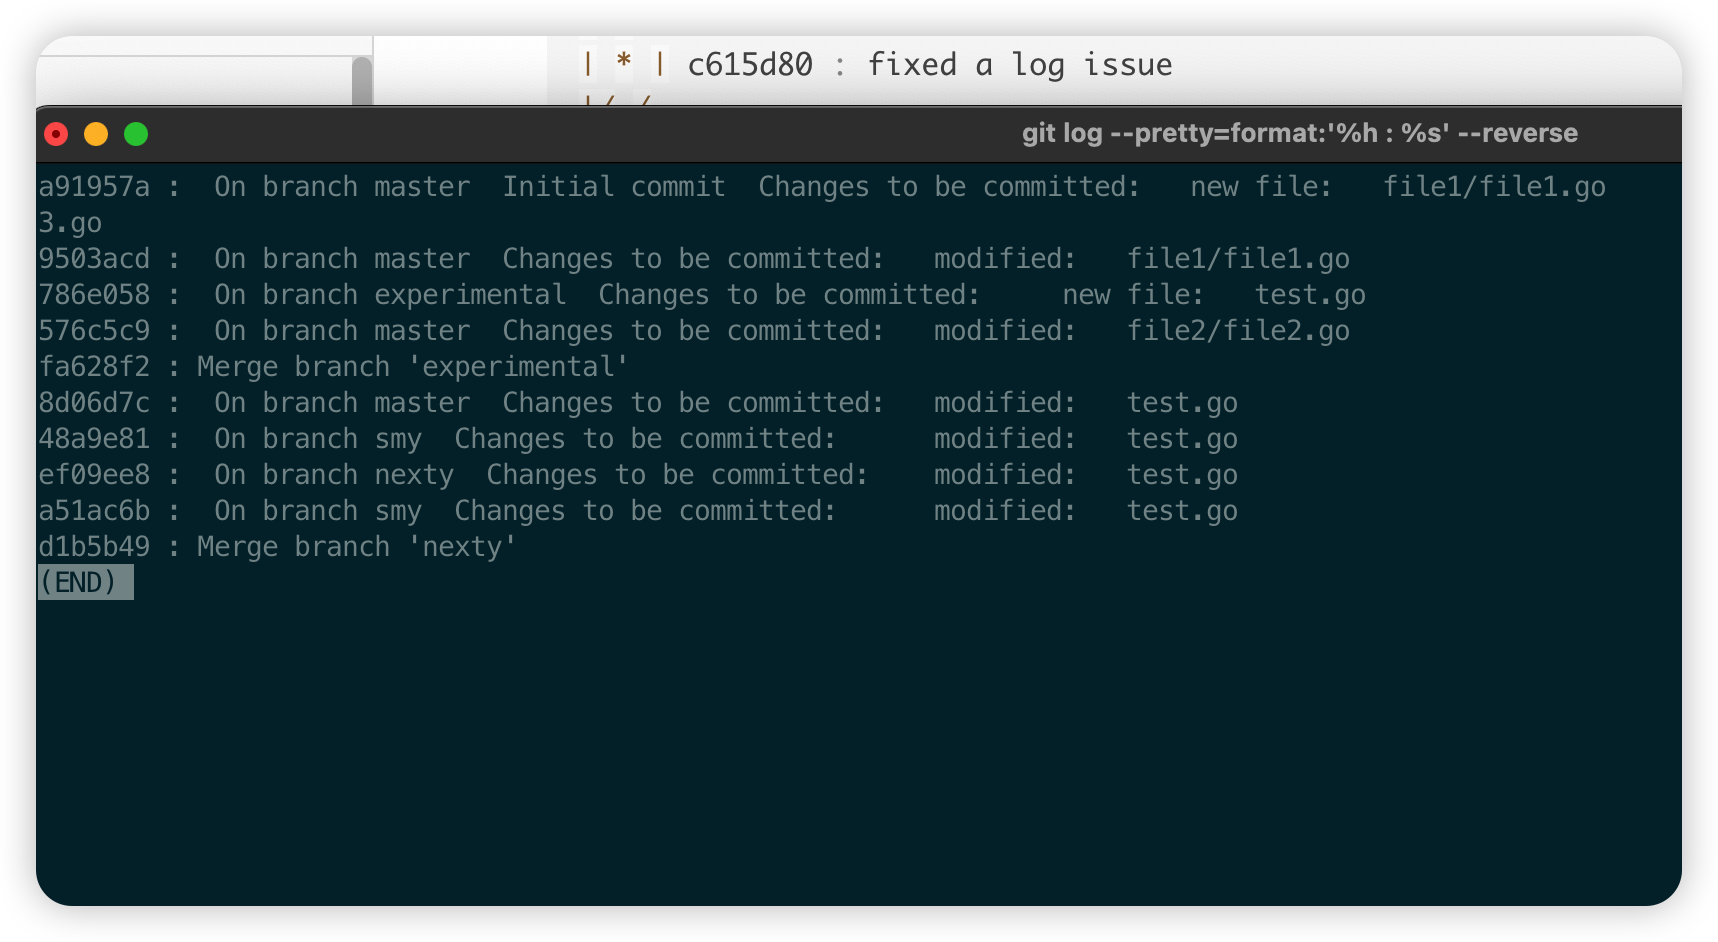 | * | c615d80 : fixed a log issue
|/ /
git log --pretty=format:'%h : %s' --reverse
a91957a :  On branch master  Initial commit  Changes to be committed:   new file:   file1/file1.go
3.go
9503acd :  On branch master  Changes to be committed:   modified:   file1/file1.go
786e058 :  On branch experimental  Changes to be committed:     new file:   test.go
576c5c9 :  On branch master  Changes to be committed:   modified:   file2/file2.go
fa628f2 : Merge branch 'experimental'
8d06d7c :  On branch master  Changes to be committed:   modified:   test.go
48a9e81 :  On branch smy  Changes to be committed:      modified:   test.go
ef09ee8 :  On branch nexty  Changes to be committed:    modified:   test.go
a51ac6b :  On branch smy  Changes to be committed:      modified:   test.go
d1b5b49 : Merge branch 'nexty'
(END)